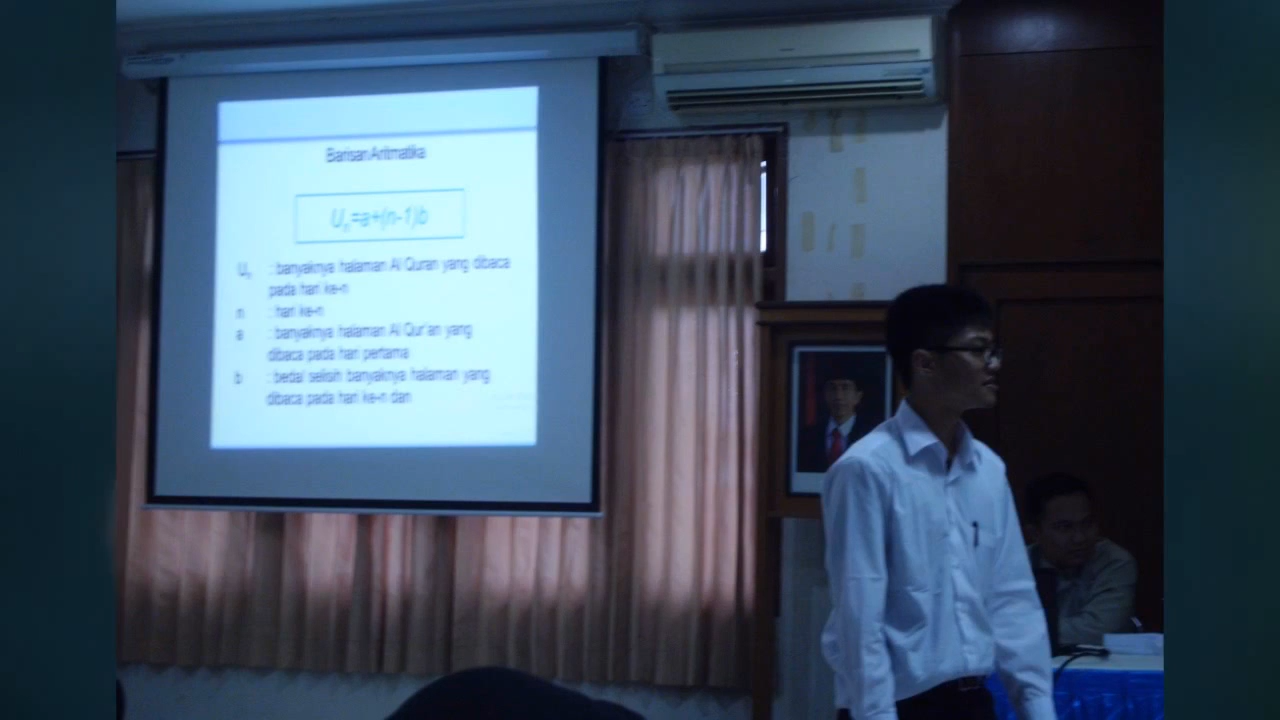 Barisan Aritmatika
Un=a+(n-1)b
Un : banyaknya halaman Al Quran yang dibaca
pada hari ke-n
n : hari ke-n
a : banyaknya halaman Al Qur'an yang
dibaca pada hari pertama
b : beda/ selisih banyaknya halaman yang
dibaca pada hari ke-n dan